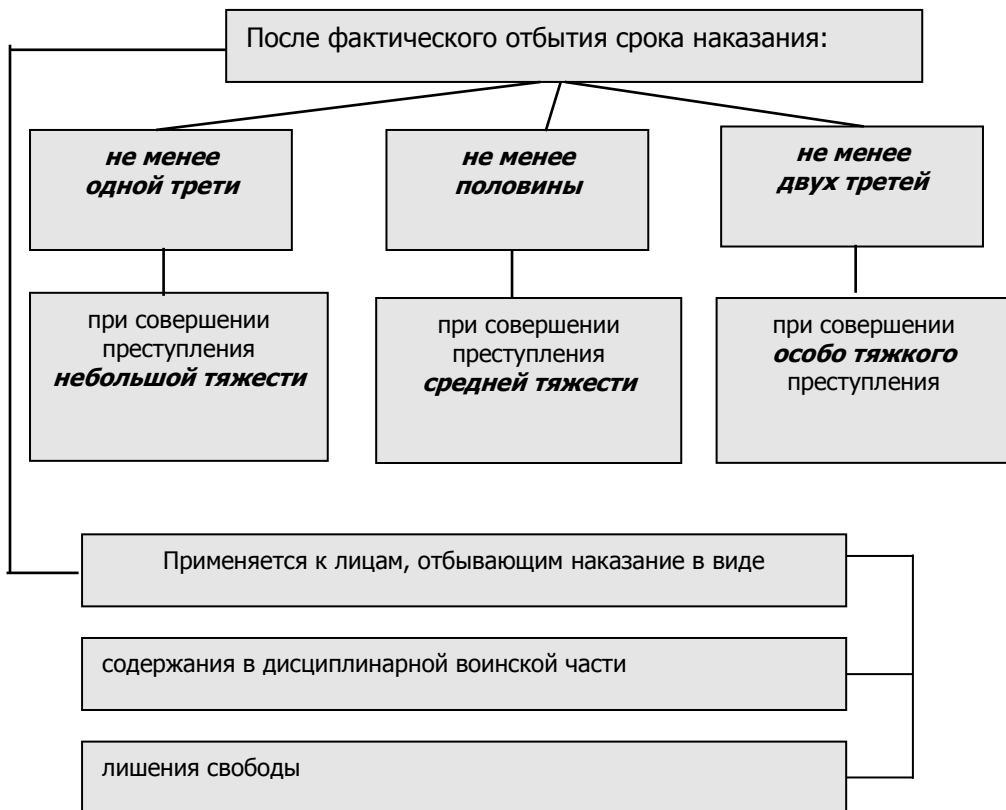 После фактического отбытия срока наказания:
не менее
одной трети
не менее
половины
не менее
двух третей
при совершении
преступления
небольшой тяжести
при совершении
преступления
средней тяжести
при совершении
особо тяжкого
преступления
Применяется к лицам, отбывающим наказание в виде
содержания в дисциплинарной воинской части
лишения свободы